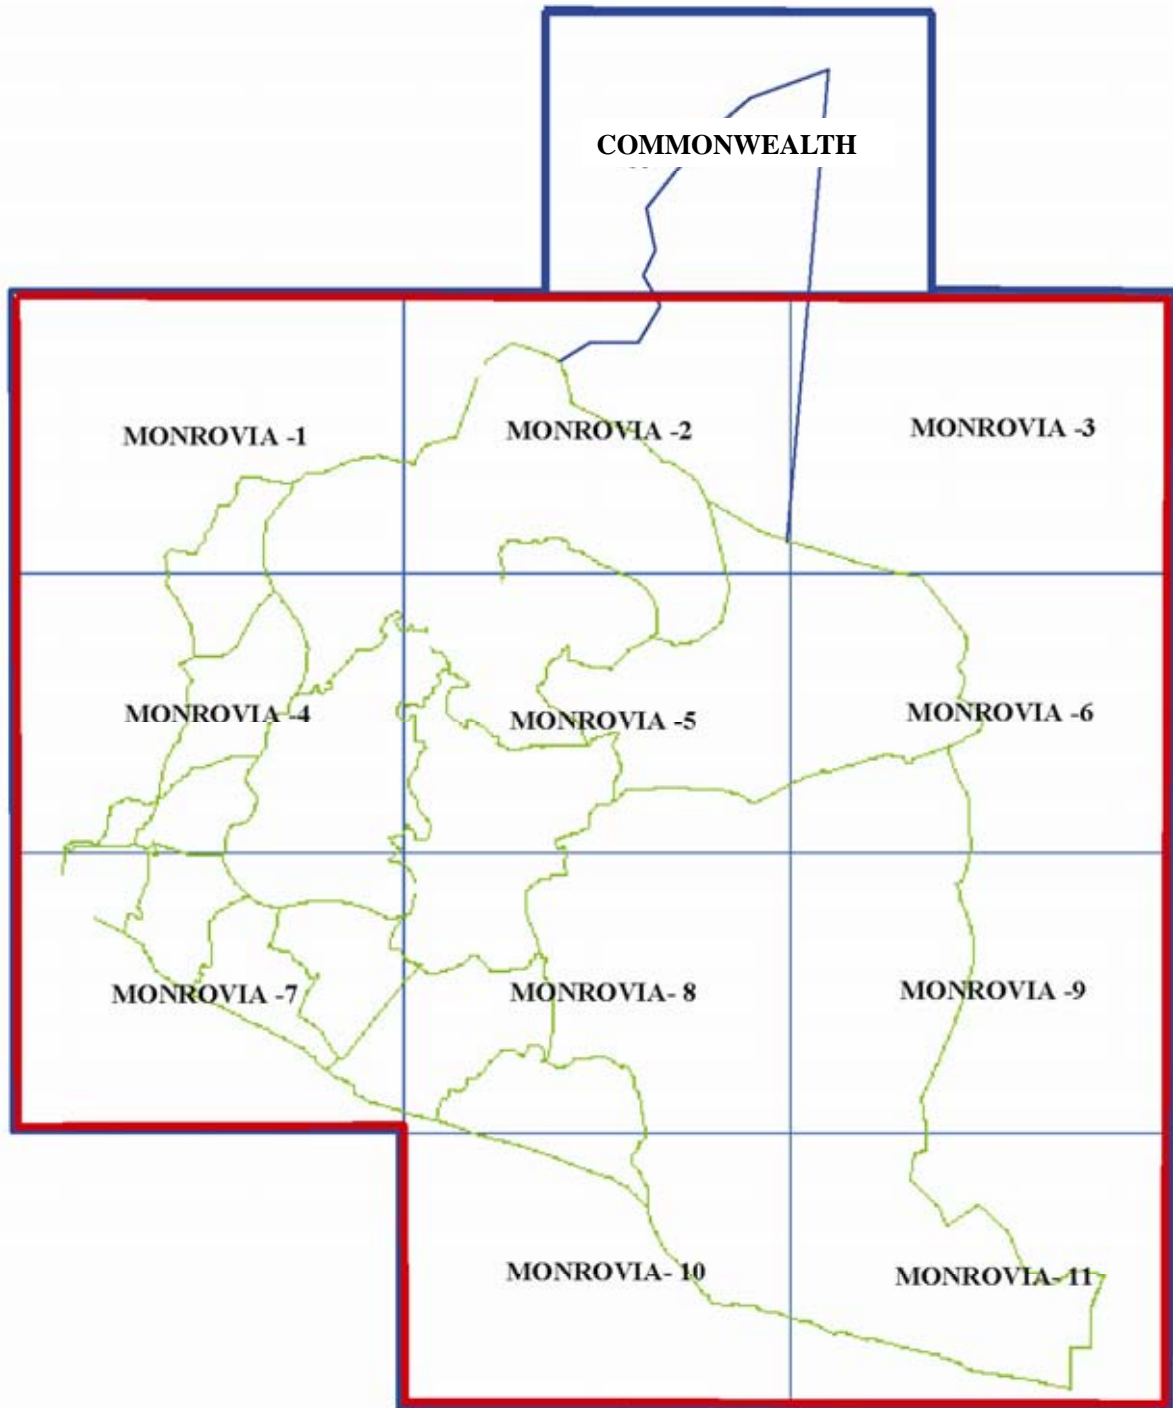 COMMONWEALTH
MONROVIA -1
MONROVIA -2
MONROVIA -3
MONROVIA -4
MONROVIA -5
MONROVIA -6
MONROVIA -7
MONROVIA- 8
MONROVIA -9
MONROVIA- 10
MONROVIA- 11